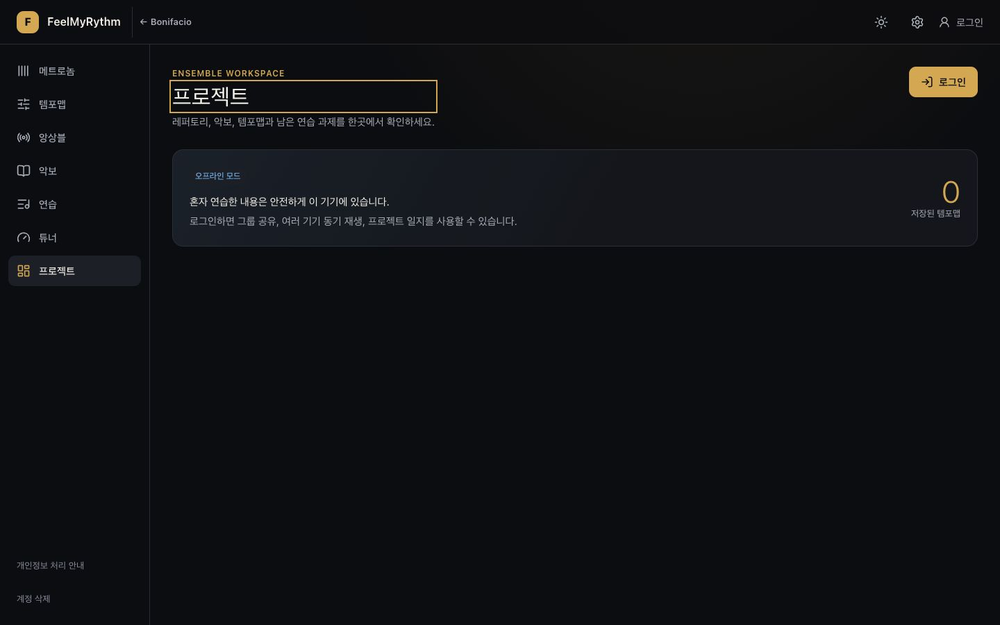 F FeelMyRythm ← Bonifacio 로그인
메트로놈
템포맵
앙상블
악보
연습
튜너
프로젝트
개인정보 처리 안내
계정 삭제
ENSEMBLE WORKSPACE
프로젝트
레퍼토리, 악보, 템포맵과 남은 연습 과제를 한곳에서 확인하세요.
로그인
오프라인 모드
혼자 연습한 내용은 안전하게 이 기기에 있습니다.
로그인하면 그룹 공유, 여러 기기 동기 재생, 프로젝트 일지를 사용할 수 있습니다.
0
저장된 템포맵